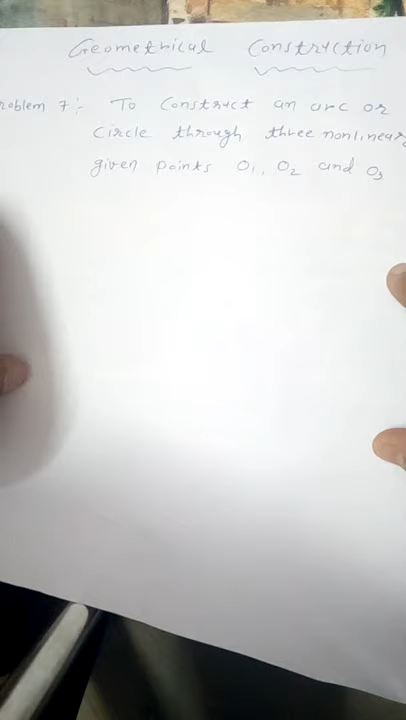 Geometrical Construction
roblem 7:- To Construct an arc or
Circle through three nonlinear
given points O1, O2 and O3